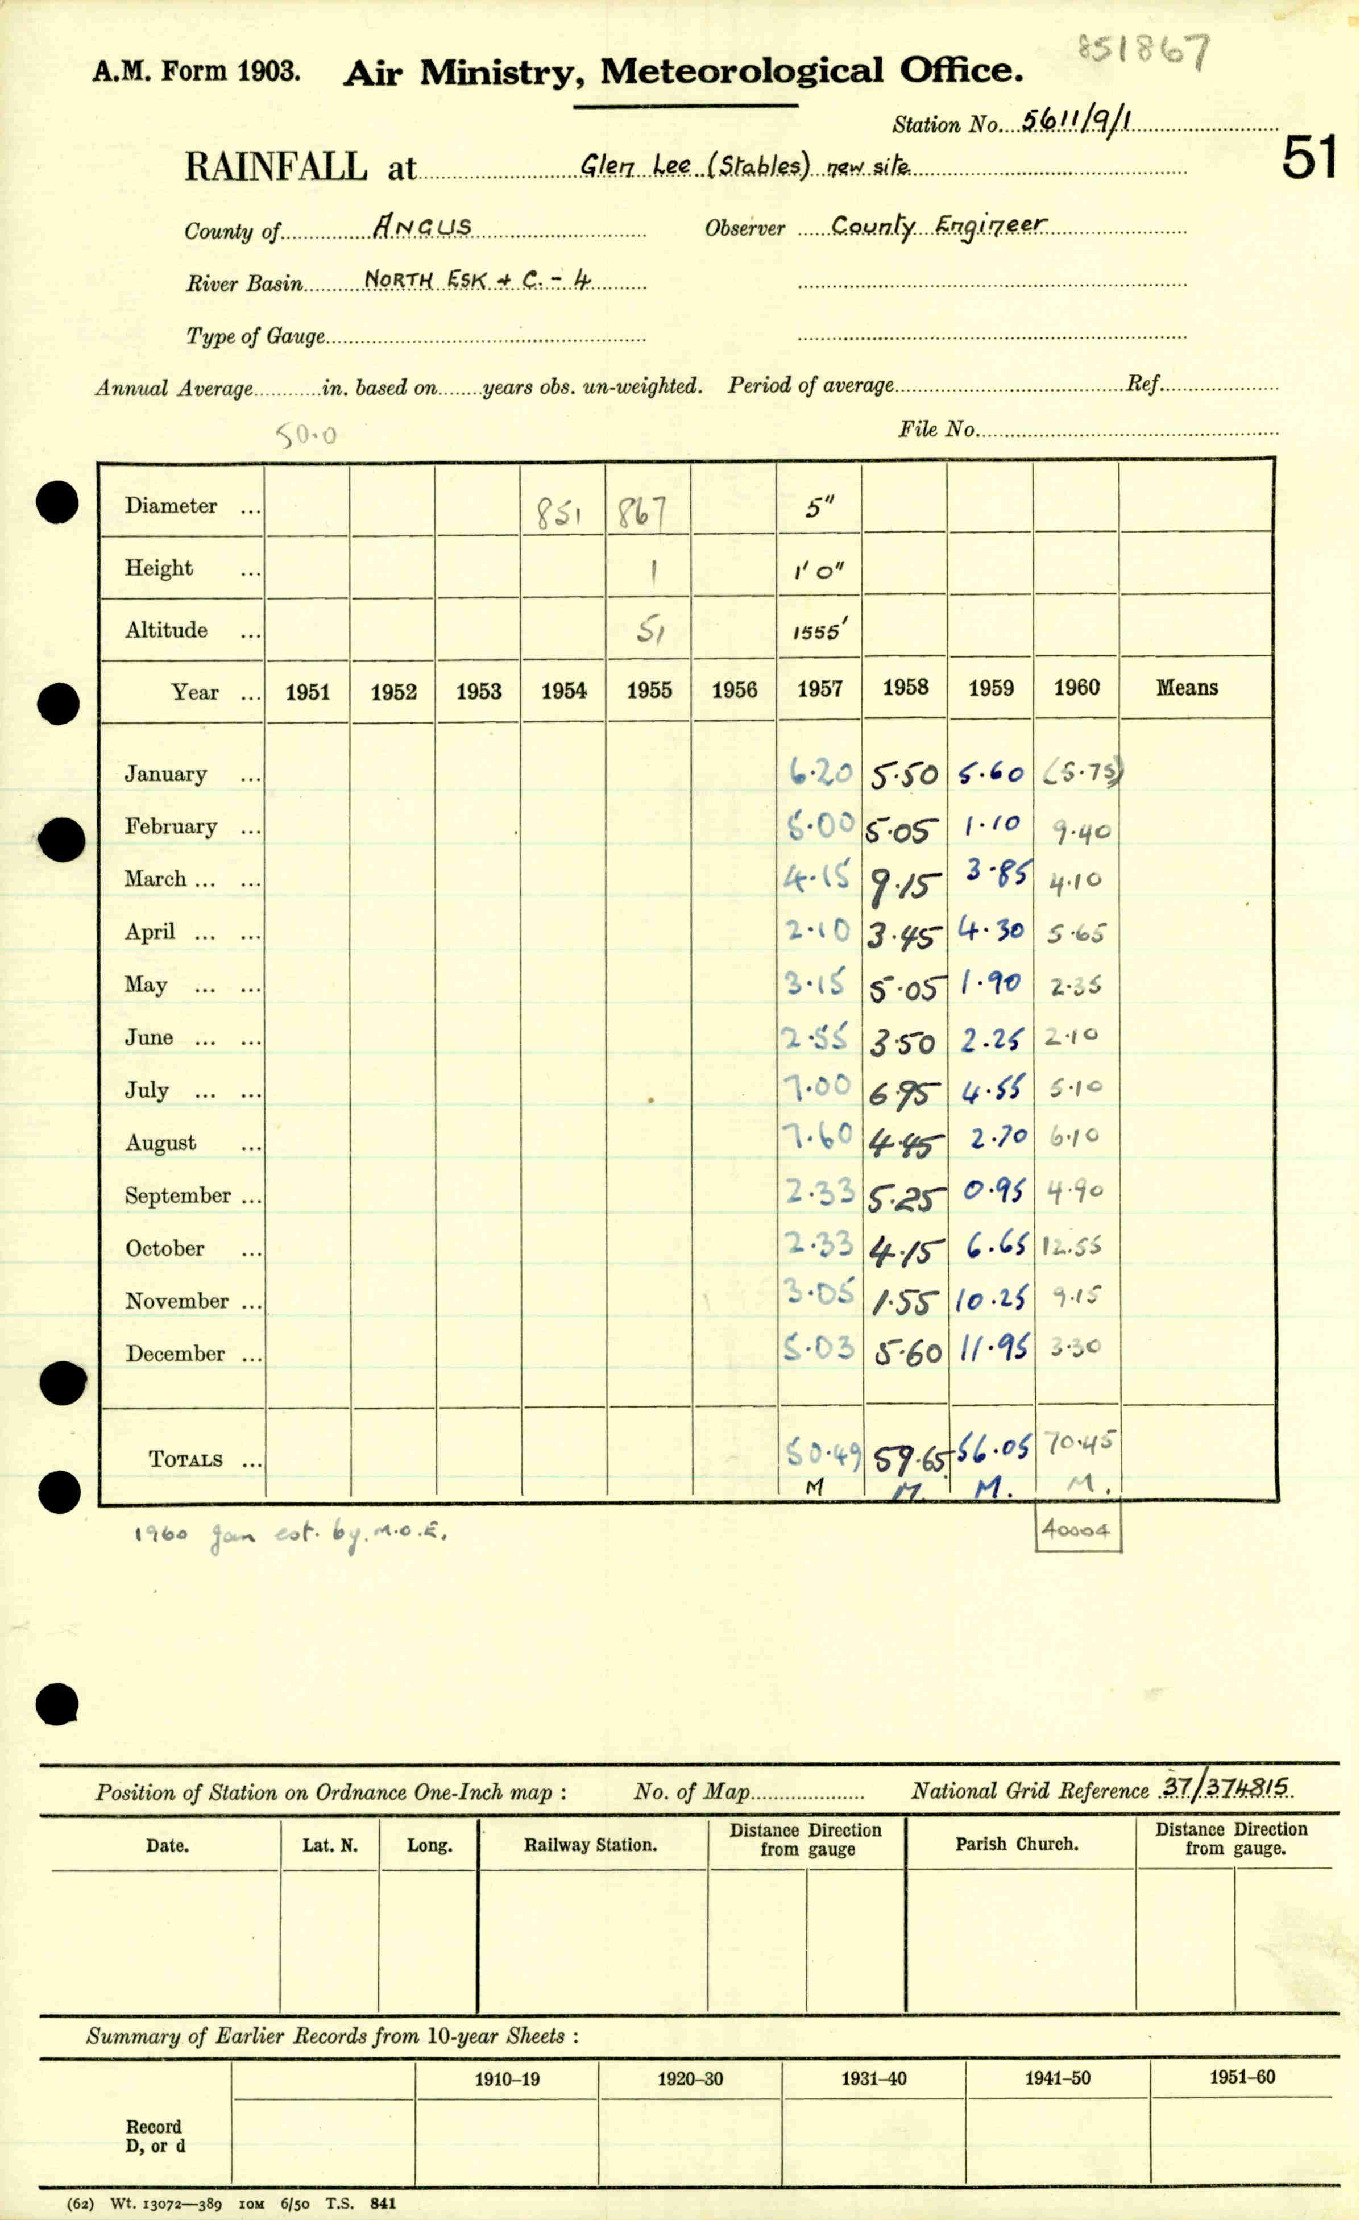 851867
A.M. Form 1903. Air Ministry, Meteorological Office.
Station No. 5611/9/1
51
RAINFALL at Glen Lee (Stables) new site
County of ANGUS Observer County Engineer
River Basin NORTH ESK + C. - 4
Type of Gauge
Annual Average in. based on years obs. un-weighted. Period of average Ref.
50.0 File No.
Diameter ... 851 867 5"
Height ... 1 1' 0"
Altitude ... 51 1555'
Year ... 1951 1952 1953 1954 1955 1956 1957 1958 1959 1960 Means
January ... 6.20 5.50 5.60 (5.75)
February ... 5.00 5.05 1.10 9.40
March ... ... 4.15 9.15 3.85 4.10
April ... ... 2.10 3.45 4.30 5.65
May ... ... 3.15 5.05 1.90 2.35
June ... ... 2.55 3.50 2.25 2.10
July ... ... 7.00 6.95 4.55 5.10
August ... 7.60 4.45 2.70 6.10
September ... 2.33 5.25 0.95 4.90
October ... 2.33 4.15 6.65 12.55
November ... 3.05 1.55 10.25 9.15
December ... 5.03 5.60 11.95 3.30
TOTALS ... 50.49 59.65 56.05 70.45
M M. M. M.
1960 Jan est. by. M.O.E. 40004
Position of Station on Ordnance One-Inch map : No. of Map National Grid Reference 37/374815
Date. Lat. N. Long. Railway Station. Distance Direction from gauge Parish Church. Distance Direction from gauge.
Summary of Earlier Records from 10-year Sheets :
1910–19 1920–30 1931–40 1941–50 1951–60
Record
D, or d
(62) Wt. 13072—389 10M 6/50 T.S. 841